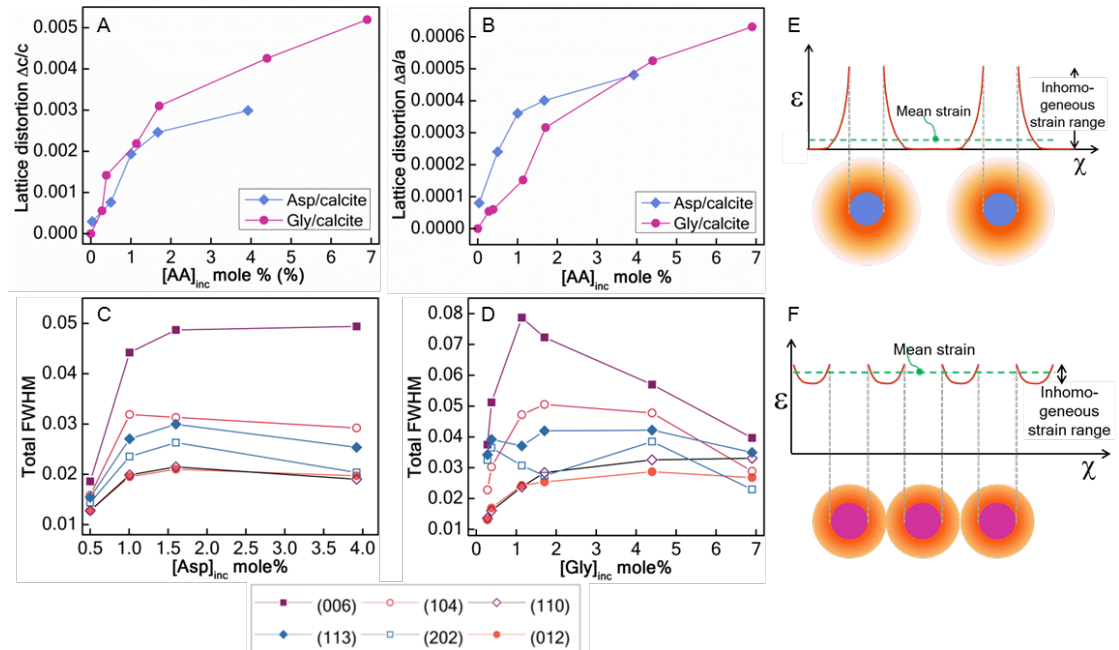 A
Lattice distortion Δc/c
0.005
0.004
0.003
0.002
0.001
0.000
Asp/calcite
Gly/calcite
0 1 2 3 4 5 6 7
[AA]inc mole % (%)
B
Lattice distortion Δa/a
0.0006
0.0005
0.0004
0.0003
0.0002
0.0001
0.0000
Asp/calcite
Gly/calcite
0 1 2 3 4 5 6 7
[AA]inc mole %
E
ε
Mean strain
Inhomo-
geneous
strain range
χ
C
Total FWHM
0.05
0.04
0.03
0.02
0.01
0.5 1.0 1.5 2.0 2.5 3.0 3.5 4.0
[Asp]inc mole%
D
Total FWHM
0.08
0.07
0.06
0.05
0.04
0.03
0.02
0.01
0 1 2 3 4 5 6 7
[Gly]inc mole%
F
ε
Mean strain
Inhomo-
geneous
strain range
χ
(006) (104) (110)
(113) (202) (012)